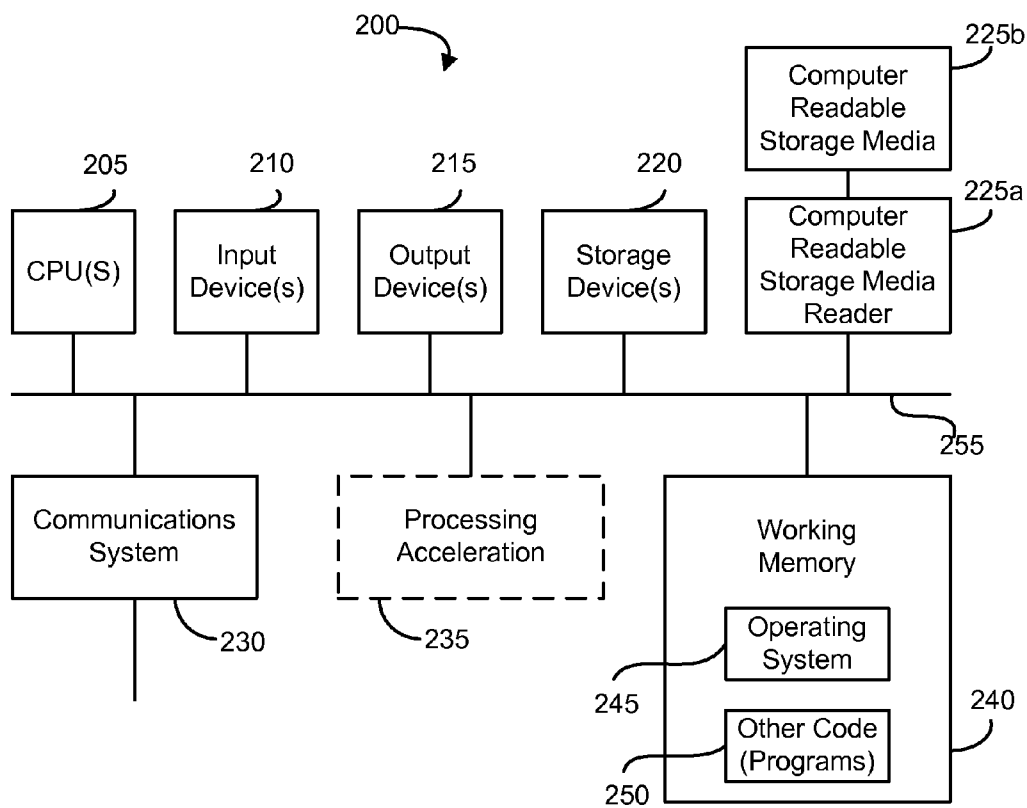 200
225b
Computer
Readable
Storage Media
205
210
215
220
225a
CPU(S)
Input
Device(s)
Output
Device(s)
Storage
Device(s)
Computer
Readable
Storage Media
Reader
255
Communications
System
Processing
Acceleration
Working
Memory
230
235
Operating
System
245
240
Other Code
(Programs)
250